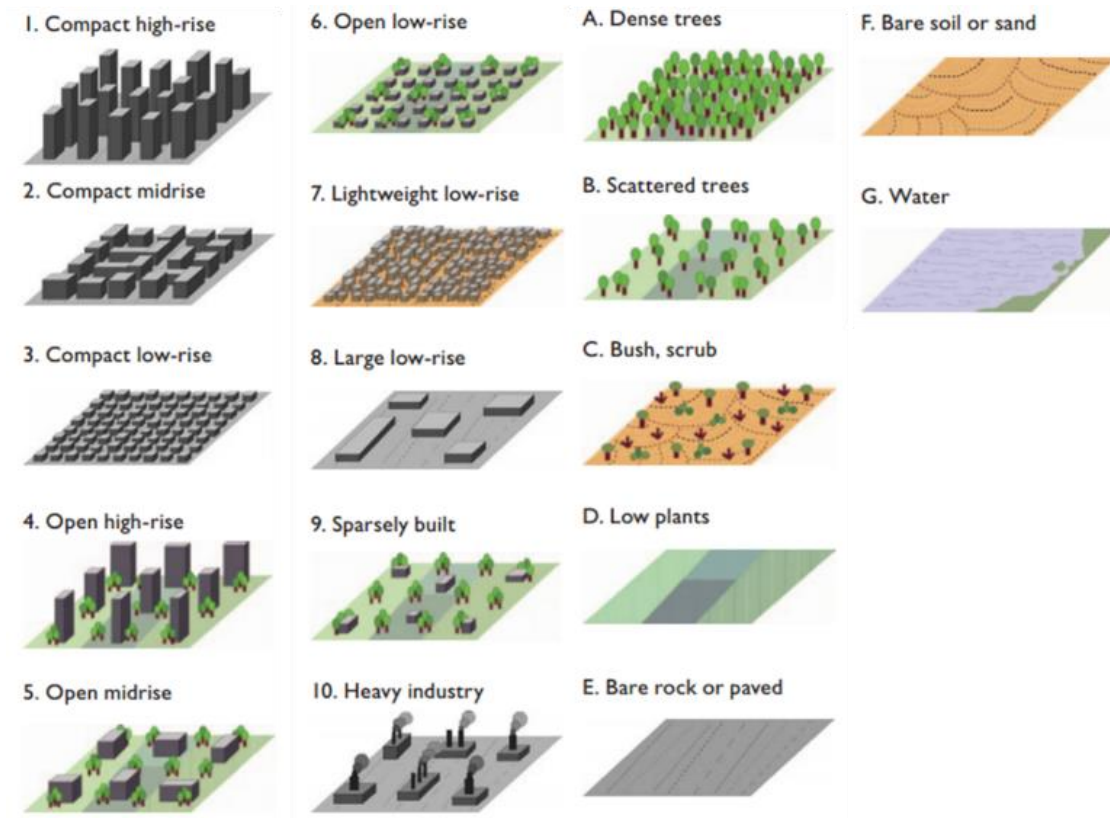 1. Compact high-rise
2. Compact midrise
3. Compact low-rise
4. Open high-rise
5. Open midrise
6. Open low-rise
7. Lightweight low-rise
8. Large low-rise
9. Sparsely built
10. Heavy industry
A. Dense trees
B. Scattered trees
C. Bush, scrub
D. Low plants
E. Bare rock or paved
F. Bare soil or sand
G. Water